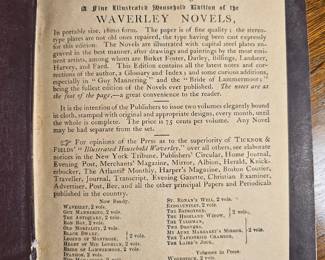 A Fine Illustrated Household Edition of the
WAVERLEY NOVELS,
In portable size, 18mo form. The paper is of fine quality; the stereo-
type plates are not old ones repaired, the type having been cast expressly
for this edition. The Novels are illustrated with capital steel plates en-
graved in the best manner, after drawings and paintings by the most emi-
nent artists, among whom are Birket Foster, Darley, Billings, Landseer,
Harvey, and Faed. This Edition contains all the latest notes and cor-
rections of the author, a Glossary and Index; and some curious additions,
especially in "Guy Mannering" and the "Bride of Lammermoor;"
being the fullest edition of the Novels ever published. The notes are at
the foot of the page,—a great convenience to the reader.
It is the intention of the Publishers to issue two volumes elegantly bound
in cloth, stamped with original and appropriate designs, every month, until
the whole is complete. The price is 75 cents per volume. Any Novel
may be had separate from the set.
For opinions of the Press as to the superiority of TICKNOR &
FIELDS' "Illustrated Household Waverley," over all others, see elaborate
notices in the New York Tribune, Publishers' Circular, Home Journal,
Evening Post, Merchants' Magazine, Mirror, Albion, Herald, Knick-
erbocker, The Atlantic Monthly, Harper's Magazine, Boston Courier,
Traveller, Journal, Transcript, Evening Gazette, Christian Examiner,
Advertiser, Post, Bee, and all the other principal Papers and Periodicals
published in the country.
Now Ready.
WAVERLEY, 2 vols.
GUY MANNERING, 2 vols.
THE ANTIQUARY, 2 vols.
ROB ROY, 2 vols.
OLD MORTALITY, 2 vols.
BLACK DWARF,
LEGEND OF MONTROSE, 2 vols.
HEART OF MID LOTHIAN, 2 vols.
BRIDE OF LAMMERMOOR, 2 vols.
IVANHOE, 2 vols.
ST. RONAN'S WELL, 2 vols.
REDGAUNTLET, 2 vols.
THE BETROTHED,
THE HIGHLAND WIDOW, 2 vols.
THE TALISMAN,
TWO DROVERS,
MY AUNT MARGARET'S MIRROR,
THE TAPESTRIED CHAMBER, 2 vols.
THE LAIRD'S JOCK,
Volumes in Press.
WOODSTOCK, 2 vols.